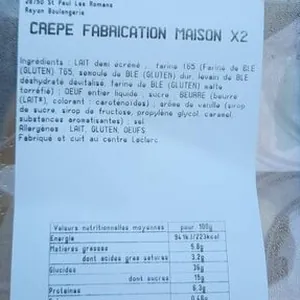 26750 St Paul Les Romans
Rayon Boulangerie
CREPE FABRICATION MAISON X2
Ingrédients : LAIT demi écrémé ; farine T65 (Farine de BLE
(GLUTEN) T65, semoule de BLE (GLUTEN) dur, levain de BLE
déshydraté dévitalisé, farine de BLE (GLUTEN) malté
torréfié) ; OEUF entier liquide ; sucre ; BEURRE (beurre
(LAIT), colorant : caroténoïdes) ; arôme de vanille (sirop
de sucre, sirop de fructose, propylène glycol, caramel,
substances aromatisantes) ; sel
Allergènes : LAIT, GLUTEN, OEUFS
Fabriqué et cuit au centre Leclerc
Valeurs nutritionnelles moyennes pour 100g
Energie 941kJ/223kcal
Matières grasses 5.8g
dont acides gras saturés 3.2g
Glucides 36g
dont sucres 15g
Protéines 6.3g
0.48g